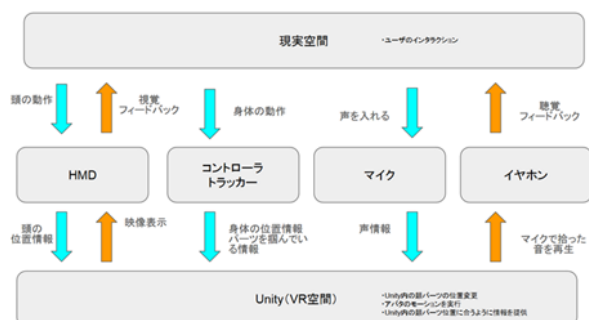 現実空間
・ユーザのインタラクション
頭の動作
視覚
フィードバック
身体の動作
声を入れる
聴覚
フィードバック
HMD
コントローラ
トラッカー
マイク
イヤホン
頭の
位置情報
映像表示
身体の位置情報
パーツを掴んでい
る情報
声情報
マイクで拾った
音を再生
Unity(VR空間)
・Unity内の顔パーツの位置変更
・アバタのモーションを実行
・Unity内の顔パーツ位置に合うように情報を提供